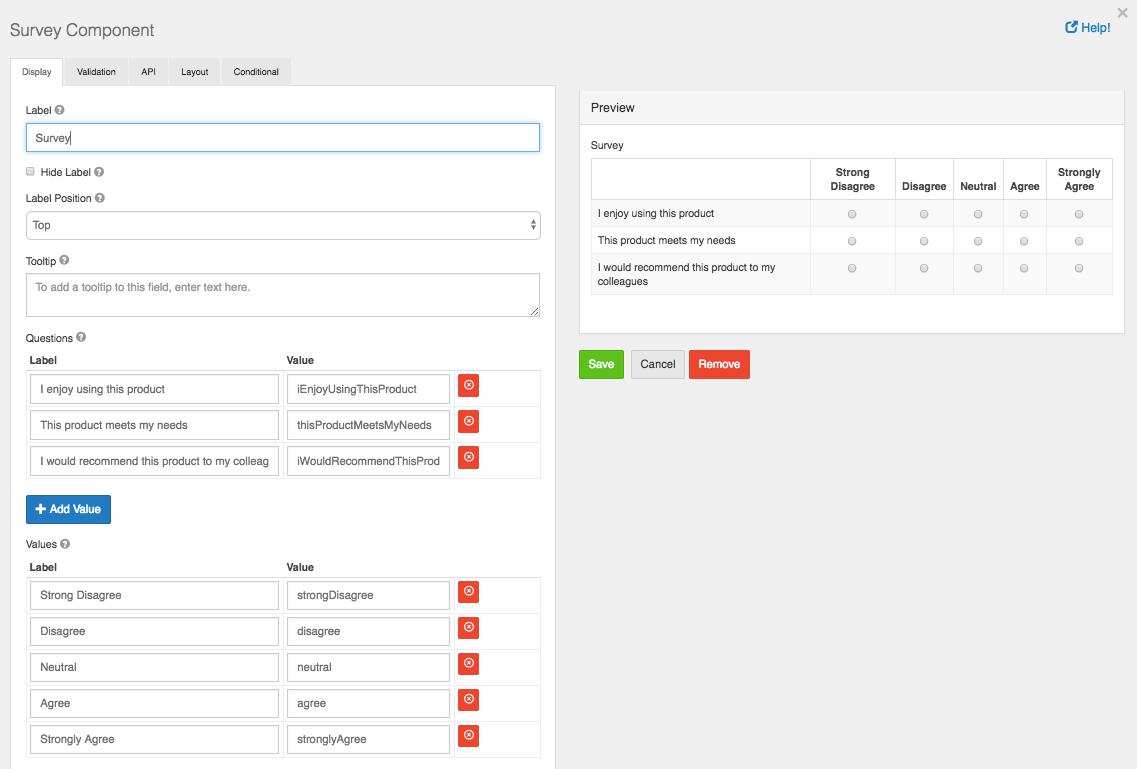 Survey Component
Help!
Display
Validation
API
Layout
Conditional
Label
Survey
Hide Label
Label Position
Top
Tooltip
To add a tooltip to this field, enter text here.
Questions
Label Value
I enjoy using this product iEnjoyUsingThisProduct
This product meets my needs thisProductMeetsMyNeeds
I would recommend this product to my colleag iWouldRecommendThisProd
Add Value
Values
Label Value
Strong Disagree strongDisagree
Disagree disagree
Neutral neutral
Agree agree
Strongly Agree stronglyAgree
Preview
Survey
Strong
Disagree
Disagree
Neutral
Agree
Strongly
Agree
I enjoy using this product
This product meets my needs
I would recommend this product to my
colleagues
Save
Cancel
Remove